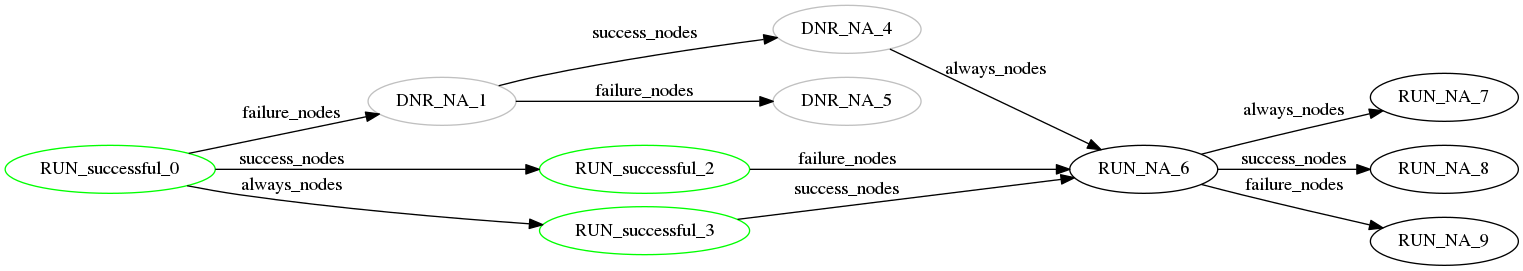 DNR_NA_4
success_nodes
always_nodes
DNR_NA_1
failure_nodes
DNR_NA_5
failure_nodes
RUN_NA_7
always_nodes
RUN_successful_0
success_nodes
RUN_successful_2
failure_nodes
RUN_NA_6
success_nodes
RUN_NA_8
always_nodes
success_nodes
failure_nodes
RUN_successful_3
RUN_NA_9